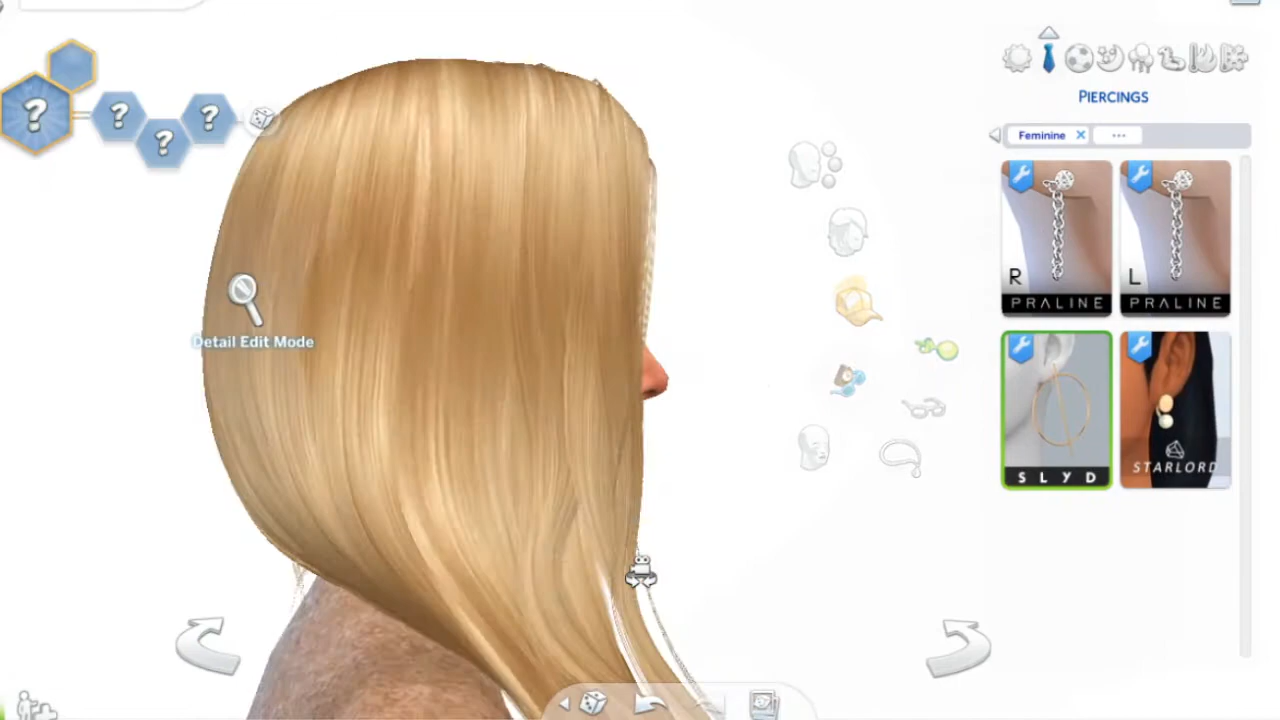 PIERCINGS
Feminine
R
PRALINE
L
PRALINE
Detail Edit Mode
SLYD
STARLORD